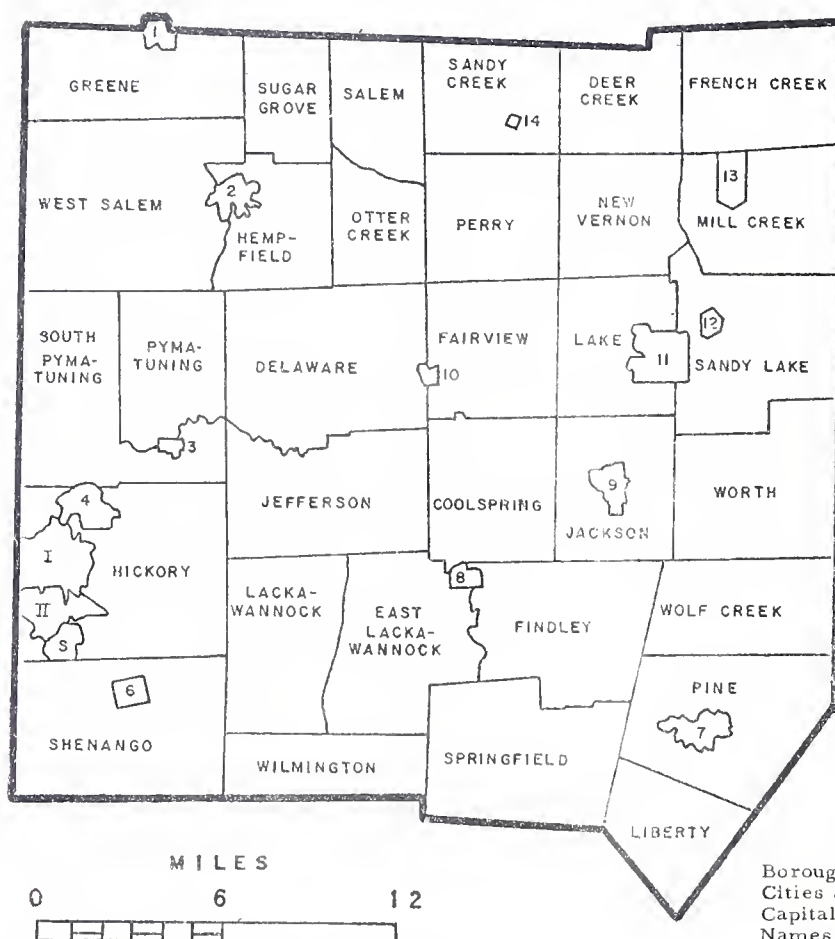 1
GREENE
SUGAR
GROVE
SALEM
SANDY
CREEK
14
DEER
CREEK
FRENCH CREEK
WEST SALEM
2
HEMP-
FIELD
OTTER
CREEK
PERRY
NEW
VERNON
13
MILL CREEK
SOUTH
PYMA-
TUNING
PYMA-
TUNING
3
DELAWARE
10
FAIRVIEW
LAKE
11
12
SANDY LAKE
4
I
II
S
HICKORY
JEFFERSON
COOLSPRING
9
JACKSON
WORTH
LACKA-
WANNOCK
EAST
LACKA-
WANNOCK
8
FINDLEY
WOLF CREEK
6
SHENANGO
WILMINGTON
SPRINGFIELD
PINE
7
LIBERTY
MILES
0 6 12
Cities
Capital
Names